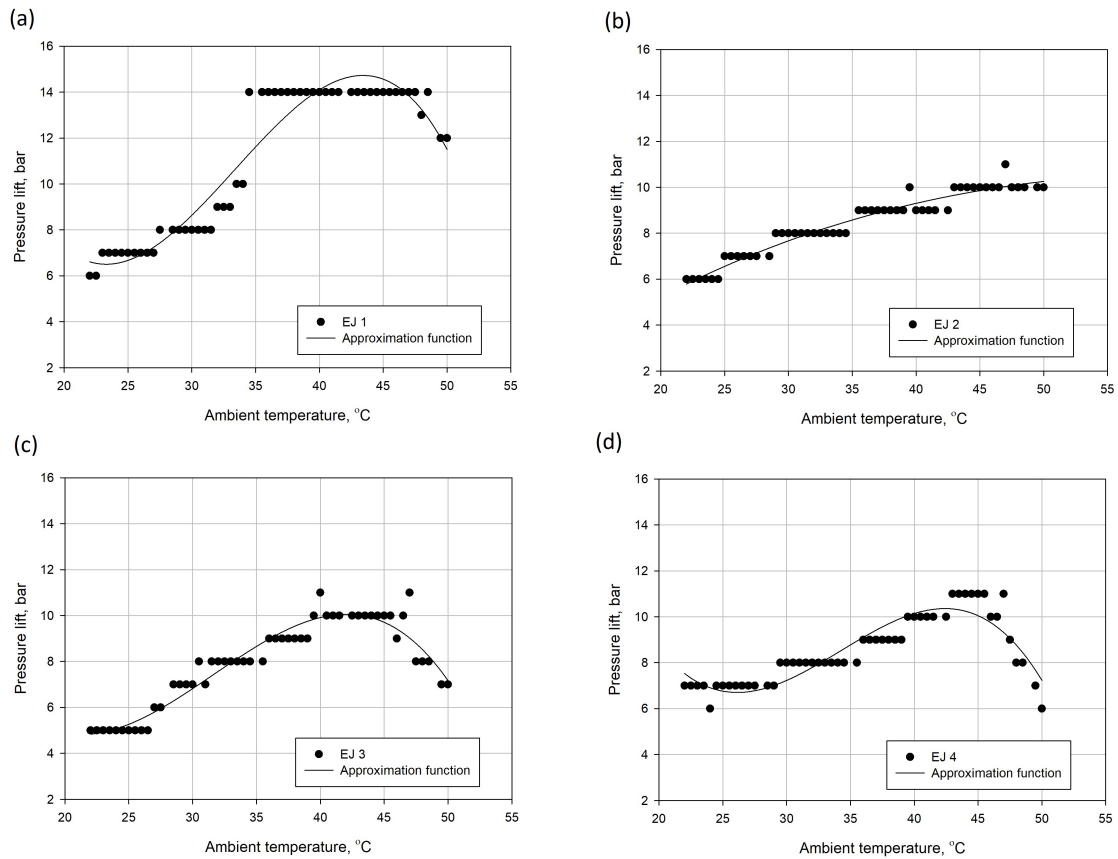 (a)
16
14
12
10
8
6
4
2
Pressure lift, bar
EJ 1
Approximation function
20 25 30 35 40 45 50 55
Ambient temperature, °C
(b)
16
14
12
10
8
6
4
2
Pressure lift, bar
EJ 2
Approximation function
20 25 30 35 40 45 50 55
Ambient temperature, °C
(c)
16
14
12
10
8
6
4
2
Pressure lift, bar
EJ 3
Approximation function
20 25 30 35 40 45 50 55
Ambient temperature, °C
(d)
16
14
12
10
8
6
4
2
Pressure lift, bar
EJ 4
Approximation function
20 25 30 35 40 45 50 55
Ambient temperature, °C